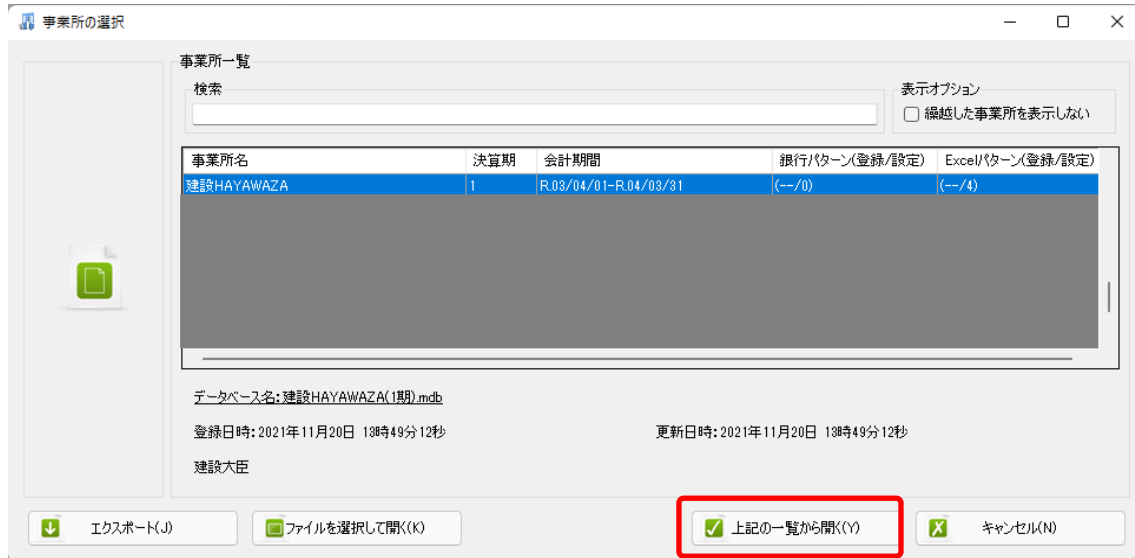 事業所の選択
事業所一覧
検索
表示オプション
繰越した事業所を表示しない
事業所名 決算期 会計期間 銀行パターン(登録/設定) Excelパターン(登録/設定)
建設HAYAWAZA 1 R.03/04/01-R.04/03/31 (--/0) (--/4)
データベース名:建設HAYAWAZA(1期).mdb
登録日時:2021年11月20日 13時49分12秒 更新日時:2021年11月20日 13時49分12秒
建設大臣
エクスポート(J) ファイルを選択して開く(K) 上記の一覧から開く(Y) キャンセル(N)